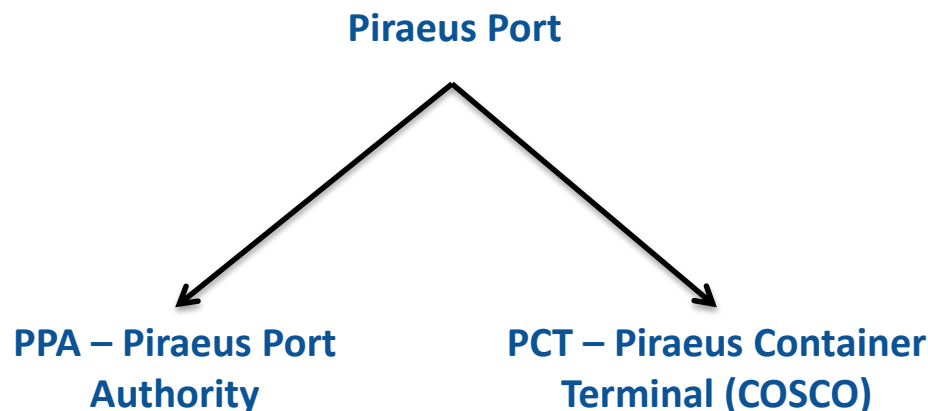 Piraeus Port
PPA – Piraeus Port
Authority
PCT – Piraeus Container
Terminal (COSCO)